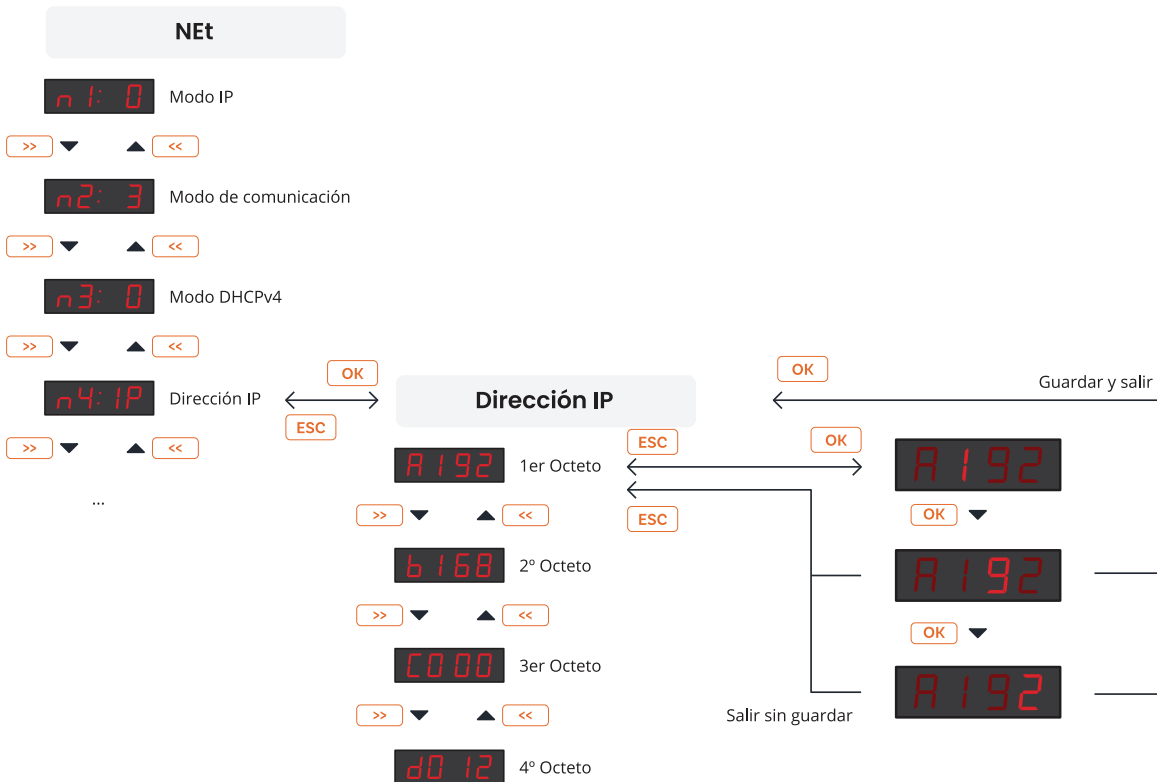 NEt
n1: 0 Modo IP
>> <<
n2: 3 Modo de comunicación
>> <<
n3: 0 Modo DHCPv4
>> <<
n4:IP Dirección IP
>> <<
...
OK
ESC
Dirección IP
OK
Guardar y salir
ESC
OK
A192 1er Octeto
ESC
>> <<
b168 2º Octeto
>> <<
C000 3er Octeto
>> <<
d012 4º Octeto
A192
OK
A192
OK
A192
Salir sin guardar